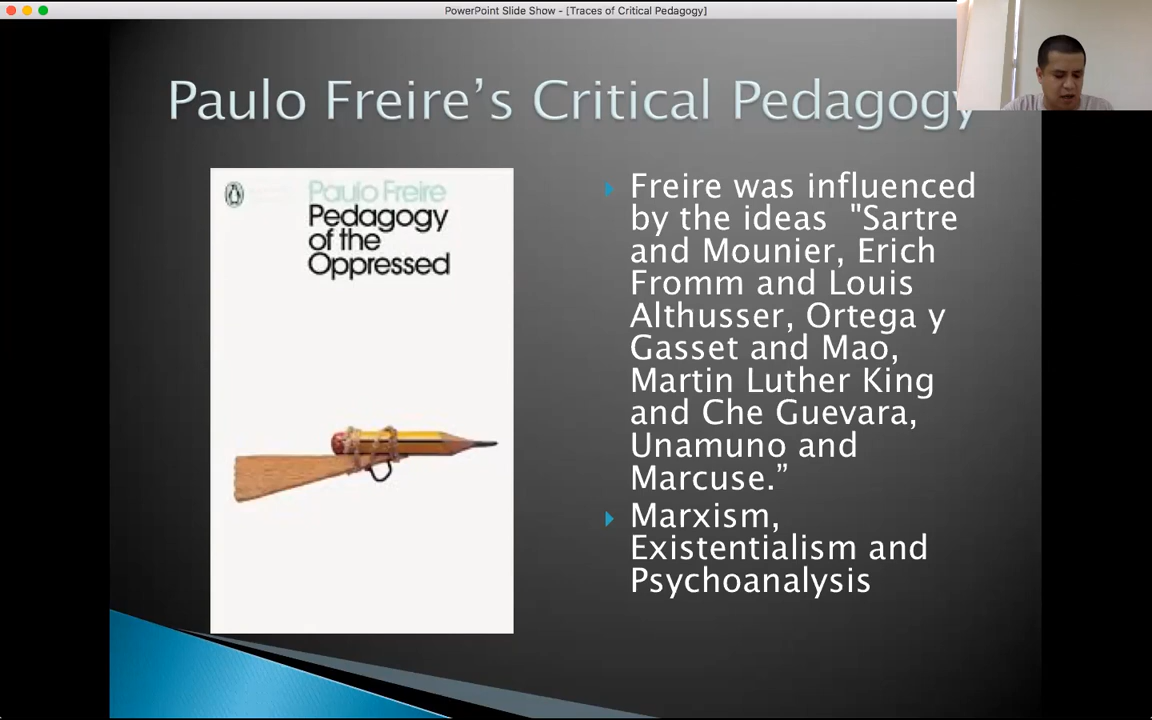 PowerPoint Slide Show - [Traces of Critical Pedagogy]
Paulo Freire's Critical Pedagogy
Paulo Freire
Pedagogy
of the
Oppressed
Freire was influenced
by the ideas "Sartre
and Mounier, Erich
Fromm and Louis
Althusser, Ortega y
Gasset and Mao,
Martin Luther King
and Che Guevara,
Unamuno and
Marcuse.”
Marxism,
Existentialism and
Psychoanalysis